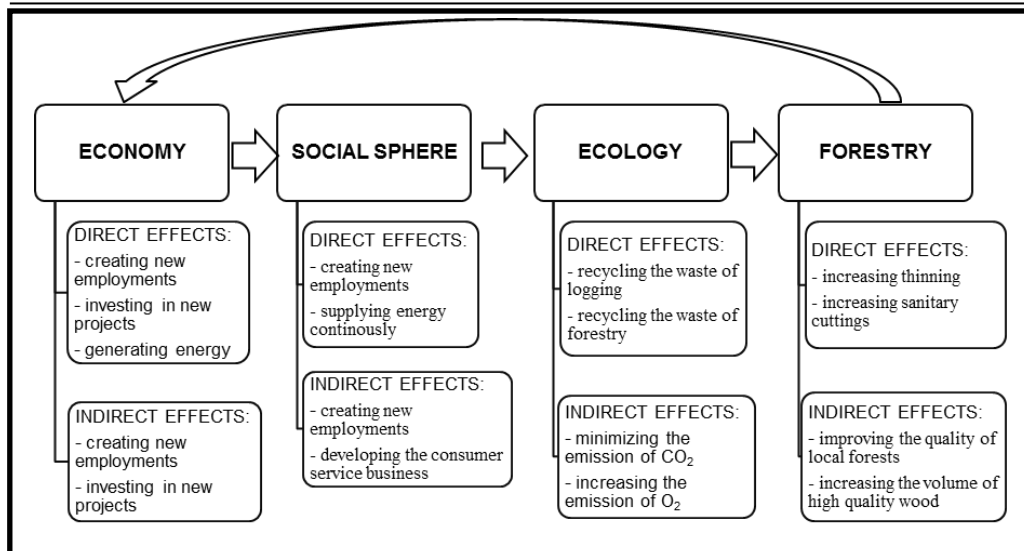 ECONOMY
SOCIAL SPHERE
ECOLOGY
FORESTRY
DIRECT EFFECTS:
- creating new
employments
- investing in new
projects
- generating energy
INDIRECT EFFECTS:
- creating new
employments
- investing in new
projects
DIRECT EFFECTS:
- creating new
employments
- supplying energy
continously
INDIRECT EFFECTS:
- creating new
employments
- developing the consumer
service business
DIRECT EFFECTS:
- recycling the waste of
logging
- recycling the waste of
forestry
INDIRECT EFFECTS:
- minimizing the
emission of CO₂
- increasing the
emission of O₂
DIRECT EFFECTS:
- increasing thinning
- increasing sanitary
cuttings
INDIRECT EFFECTS:
- improving the quality of
local forests
- increasing the volume of
high quality wood